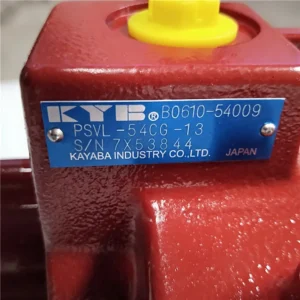 KYB® B0610-54009
PSVL-54CG-13
S/N 7X53844
KAYABA INDUSTRY CO.,LTD. JAPAN